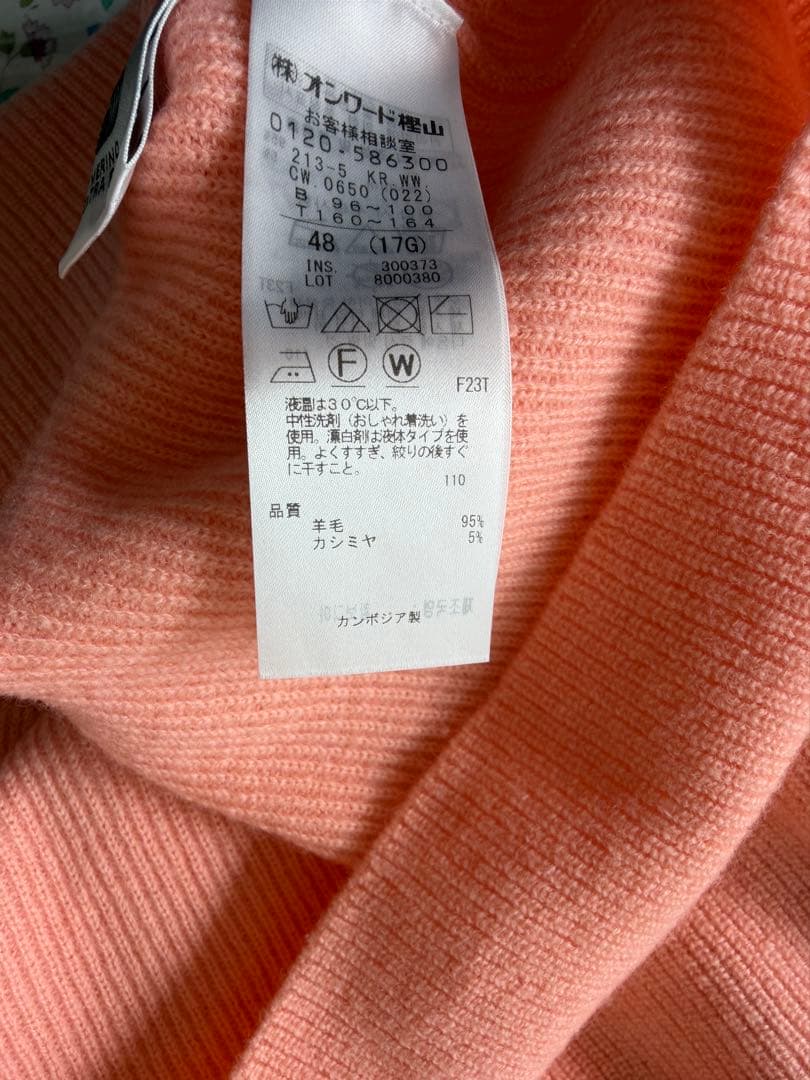 (株)オンワード樫山
お客様相談室
0120-586300
213-5 KR.WW.
CW.0650 (022)
B 96～100
T 160～164
48 (17G)
INS. 300373
LOT 8000380
F W
F23T
液温は30℃以下。
中性洗剤（おしゃれ着洗い）を
使用。漂白剤は液体タイプを使
用。よくすすぎ、絞りの後すぐ
に干すこと。
110
品質
羊毛 95%
カシミヤ 5%
カンボジア製